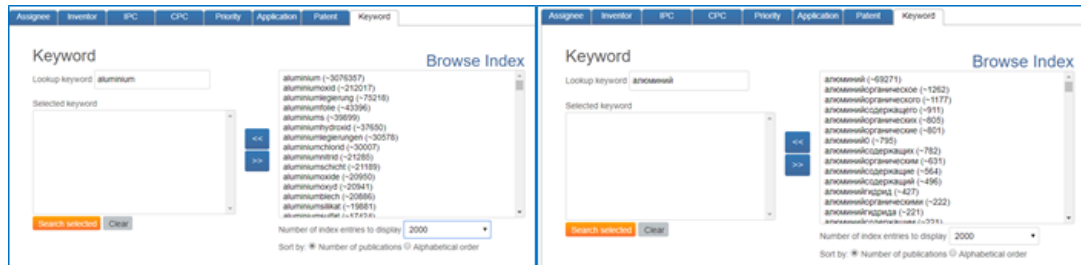 Assignee Inventor IPC CPC Priority Application Patent Keyword
Keyword
Browse Index
Lookup keyword aluminium
Selected keyword
aluminium (~3076357)
aluminiumoxid (~212017)
aluminiumlegierung (~75218)
aluminiumfolie (~43396)
aluminiums (~39899)
aluminiumhydroxid (~37650)
aluminiumlegierungen (~30578)
aluminiumchlorid (~30007)
aluminiumnitrid (~21285)
aluminiumschicht (~21189)
aluminiumoxide (~20950)
aluminiumoxyd (~20941)
aluminiumblech (~20886)
aluminiumsilikat (~19881)
aluminiumsulfat (~17424)
<<
>>
Search selected Clear
Number of index entries to display 2000
Sort by: Number of publications Alphabetical order
Assignee Inventor IPC CPC Priority Application Patent Keyword
Keyword
Browse Index
Lookup keyword алюминий
Selected keyword
алюминий (~69271)
алюминийорганическое (~1262)
алюминийорганического (~1177)
алюминийсодержащего (~911)
алюминийорганических (~805)
алюминийорганические (~801)
алюминий0 (~795)
алюминийсодержащих (~782)
алюминийорганическим (~631)
алюминийсодержащие (~564)
алюминийсодержащий (~496)
алюминийгидрид (~427)
алюминийорганическими (~222)
алюминийгидрида (~221)
алюминийсодержащим (~221)
<<
>>
Search selected Clear
Number of index entries to display 2000
Sort by: Number of publications Alphabetical order